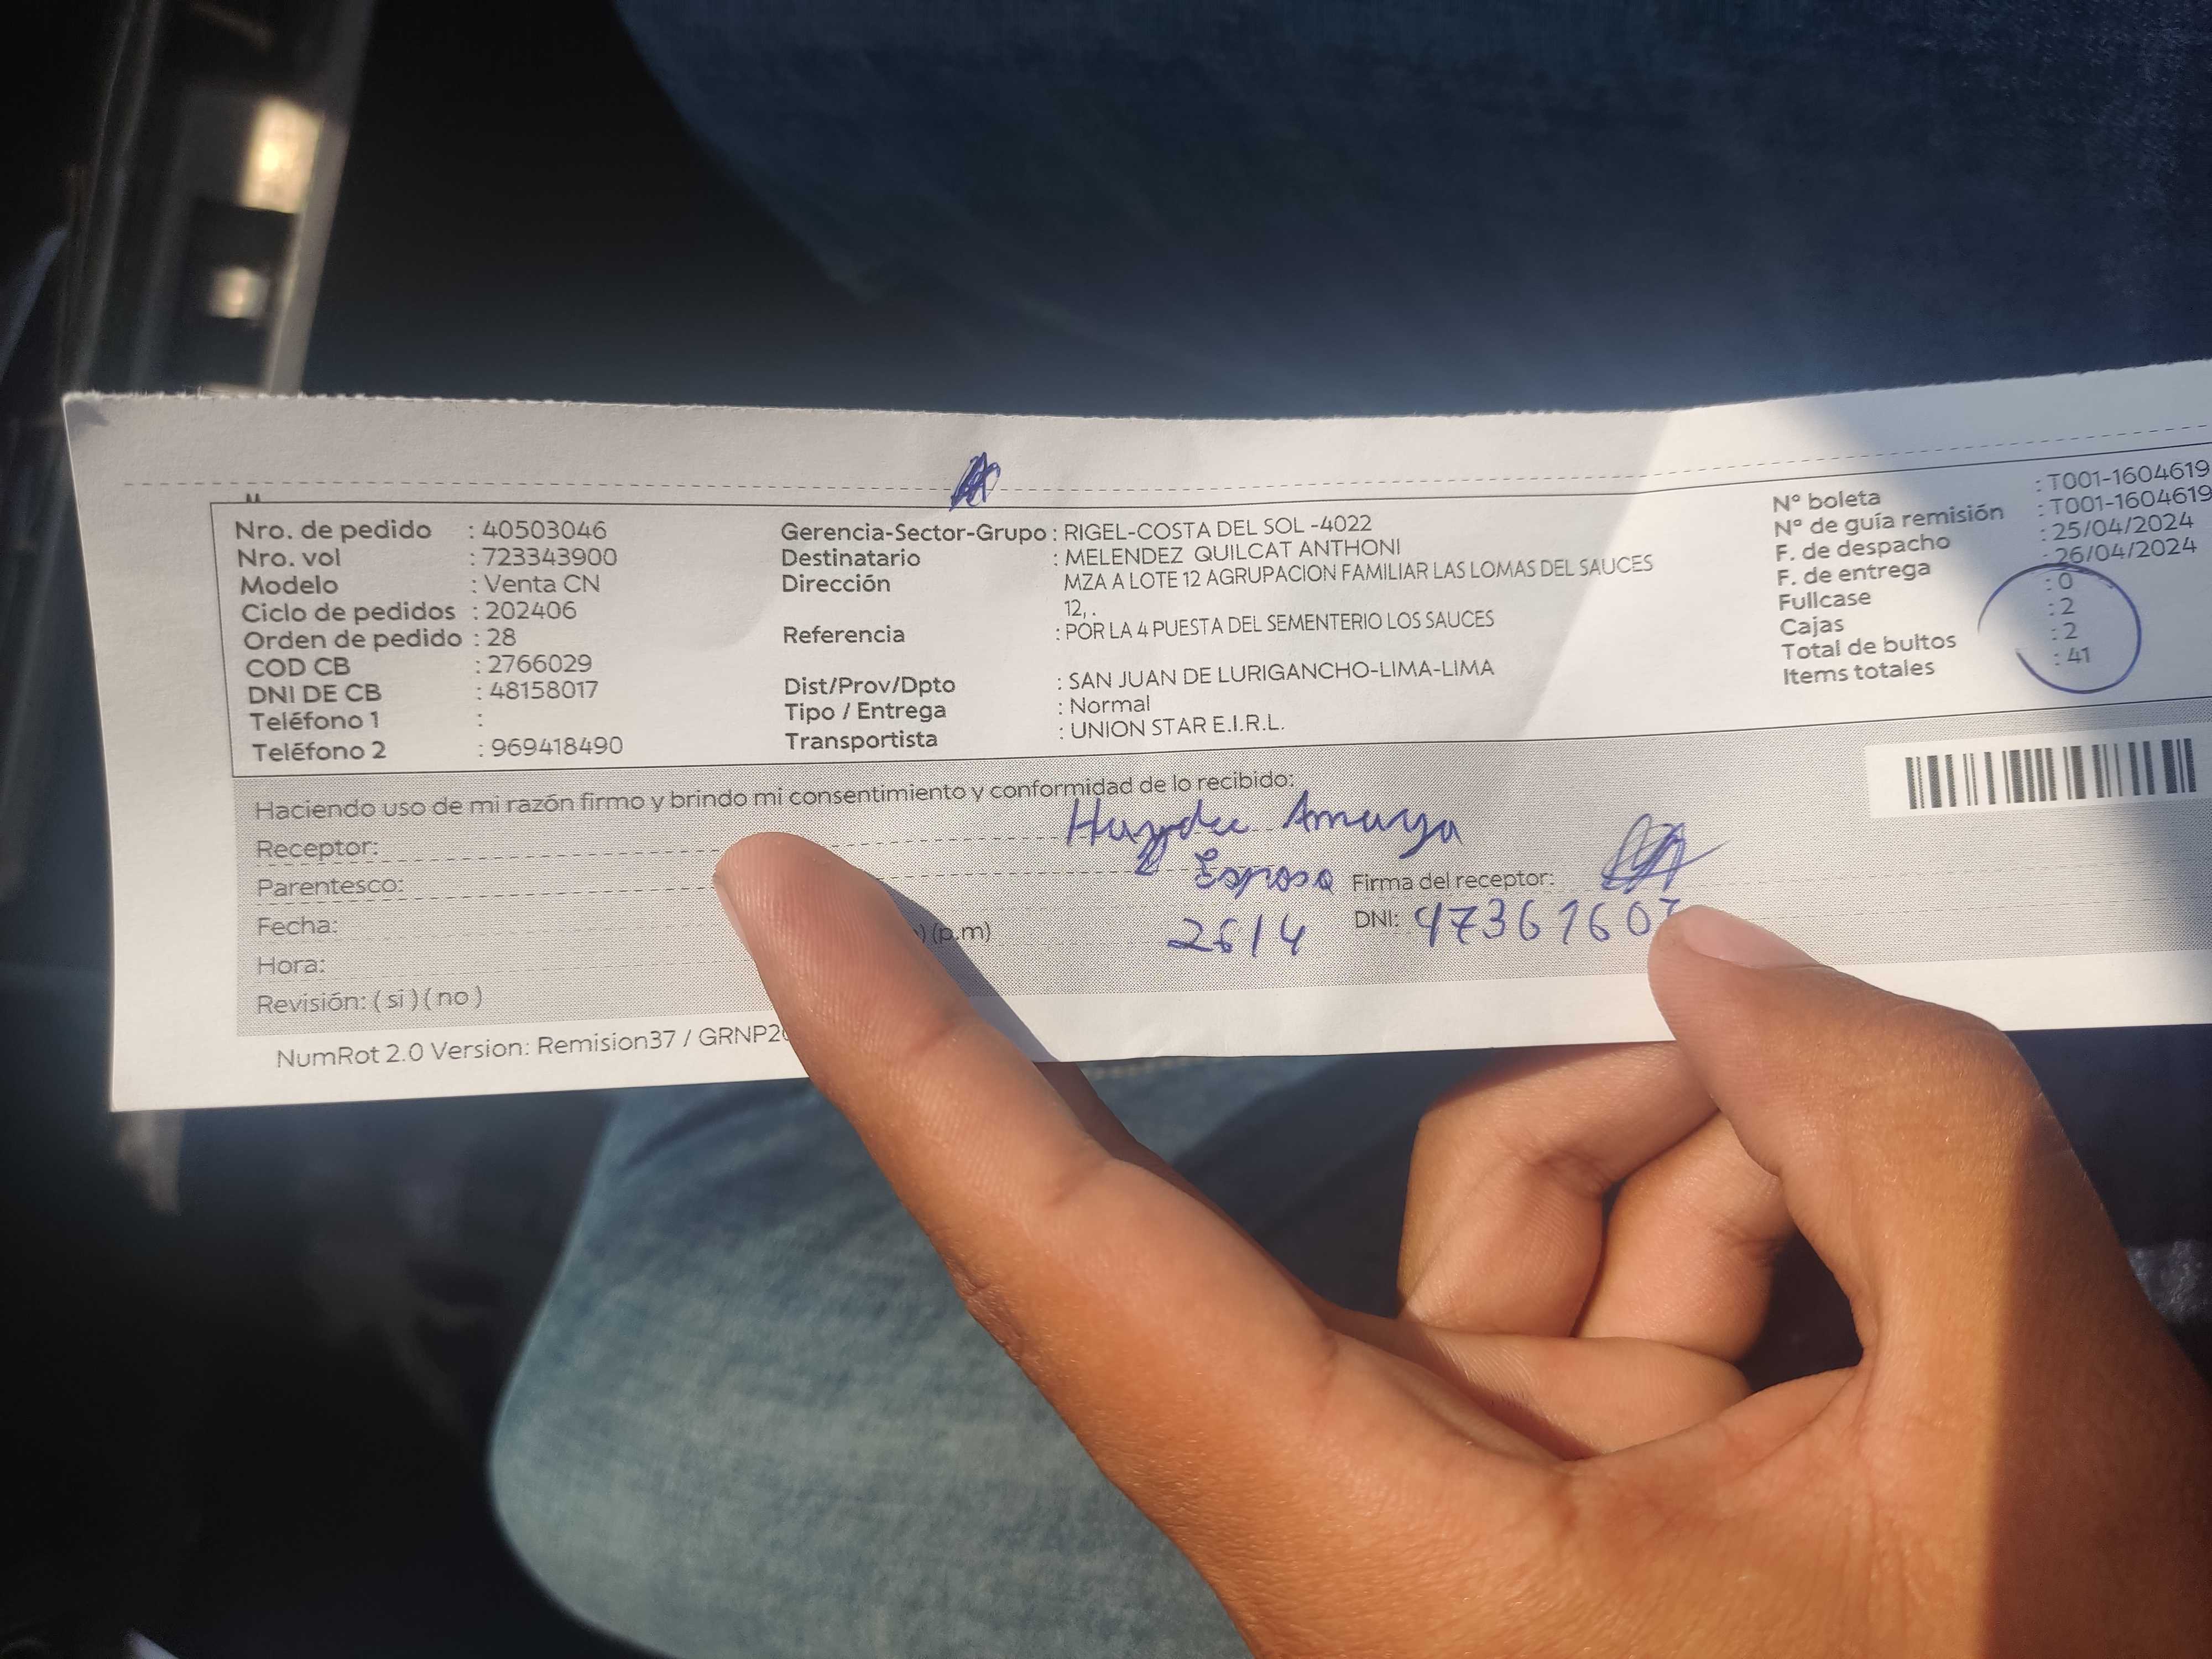 Nro. de pedido : 40503046
Nro. vol : 723343900
Modelo : Venta CN
Ciclo de pedidos : 202406
Orden de pedido : 28
COD CB : 2766029
DNI DE CB : 48158017
Teléfono 1 :
Teléfono 2 : 969418490
Gerencia-Sector-Grupo : RIGEL-COSTA DEL SOL -4022
Destinatario : MELENDEZ QUILCAT ANTHONI
Dirección MZA A LOTE 12 AGRUPACION FAMILIAR LAS LOMAS DEL SAUCES
12, .
Referencia : POR LA 4 PUESTA DEL SEMENTERIO LOS SAUCES
Dist/Prov/Dpto : SAN JUAN DE LURIGANCHO-LIMA-LIMA
Tipo / Entrega : Normal
Transportista : UNION STAR E.I.R.L.
N° boleta : T001-1604619
N° de guía remisión : T001-1604619
F. de despacho : 25/04/2024
F. de entrega : 26/04/2024
Fullcase : 0
Cajas : 2
Total de bultos : 2
Items totales : 41
Haciendo uso de mi razón firmo y brindo mi consentimiento y conformidad de lo recibido:
Receptor: Haydee Amaya
Parentesco: Esposa Firma del receptor:
Fecha: 26/4 DNI:
Hora: (p.m)
Revisión: ( si ) ( no )
NumRot 2.0 Version: Remision37 /